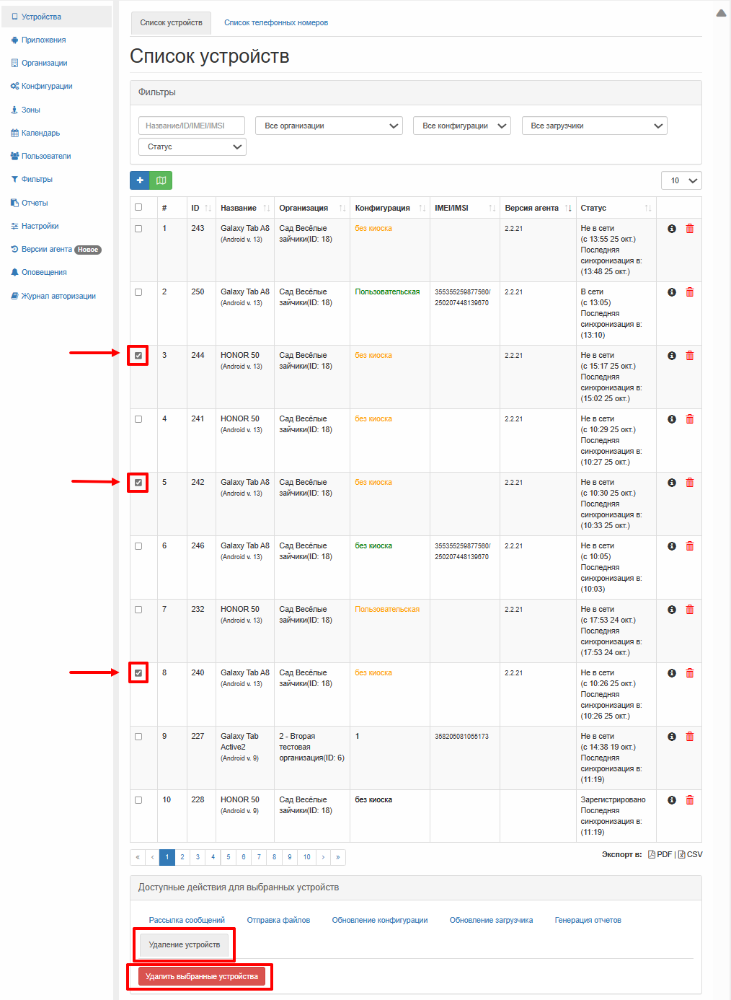 Устройства
Приложения
Организации
Конфигурации
Зоны
Календарь
Пользователи
Фильтры
Отчеты
Настройки
Версии агента Новое
Оповещения
Журнал авторизации
Список устройств Список телефонных номеров
Список устройств
Фильтры
Название/ID/IMEI/IMSI Все организации Все конфигурации Все загрузчики
Статус
10
# ID Название Организация Конфигурация IMEI/IMSI Версия агента Статус
1 243 Galaxy Tab A8 Сад Весёлые без киоска 2.2.21 Не в сети
(Android v. 13) зайчики(ID: 18) (с 13:55 25 окт.)
Последняя
синхронизация в:
(13:48 25 окт.)
2 250 Galaxy Tab A8 Сад Весёлые Пользовательская 355355259877560/ 2.2.21 В сети
(Android v. 13) зайчики(ID: 18) 250207448139670 (с 13:05)
Последняя
синхронизация в:
(13:10)
3 244 HONOR 50 Сад Весёлые без киоска 2.2.21 Не в сети
(Android v. 13) зайчики(ID: 18) (с 15:17 25 окт.)
Последняя
синхронизация в:
(15:02 25 окт.)
4 241 HONOR 50 Сад Весёлые без киоска 2.2.21 Не в сети
(Android v. 13) зайчики(ID: 18) (с 10:29 25 окт.)
Последняя
синхронизация в:
(10:27 25 окт.)
5 242 Galaxy Tab A8 Сад Весёлые без киоска 2.2.21 Не в сети
(Android v. 13) зайчики(ID: 18) (с 10:30 25 окт.)
Последняя
синхронизация в:
(10:33 25 окт.)
6 246 Galaxy Tab A8 Сад Весёлые без киоска 355355259877560/ 2.2.21 Не в сети
(Android v. 13) зайчики(ID: 18) 250207448139670 (с 10:05)
Последняя
синхронизация в:
(10:03)
7 232 HONOR 50 Сад Весёлые Пользовательская 2.2.21 Не в сети
(Android v. 13) зайчики(ID: 18) (с 17:53 24 окт.)
Последняя
синхронизация в:
(17:53 24 окт.)
8 240 Galaxy Tab A8 Сад Весёлые без киоска 2.2.21 Не в сети
(Android v. 13) зайчики(ID: 18) (с 10:26 25 окт.)
Последняя
синхронизация в:
(10:26 25 окт.)
9 227 Galaxy Tab 2 - Вторая 1 358205081055173 Не в сети
Active2 тестовая (с 14:38 19 окт.)
(Android v. 9) организация(ID: 6) Последняя
синхронизация в:
(11:19)
10 228 HONOR 50 Сад Весёлые без киоска Зарегистрировано
(Android v. 9) зайчики(ID: 18) Последняя
синхронизация в:
(11:19)
« ‹ 1 2 3 4 5 6 7 8 9 10 › » Экспорт в: PDF | CSV
Доступные действия для выбранных устройств
Рассылка сообщений Отправка файлов Обновление конфигурации Обновление загрузчика Генерация отчетов
Удаление устройств
Удалить выбранные устройства